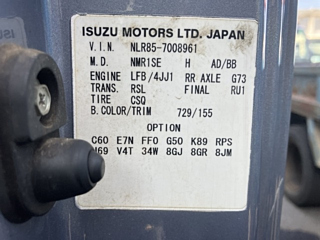 ISUZU MOTORS LTD. JAPAN
V.I.N. NLR85-7008961
M.D. NMR1SE H AD/BB
ENGINE LFB/4JJ1 RR AXLE G73
TRANS. RSL FINAL RU1
TIRE CSQ
B.COLOR/TRIM 729/155
OPTION
C60 E7N FF0 G50 K89 RPS
V4T 34W 8GJ 8GR 8JM